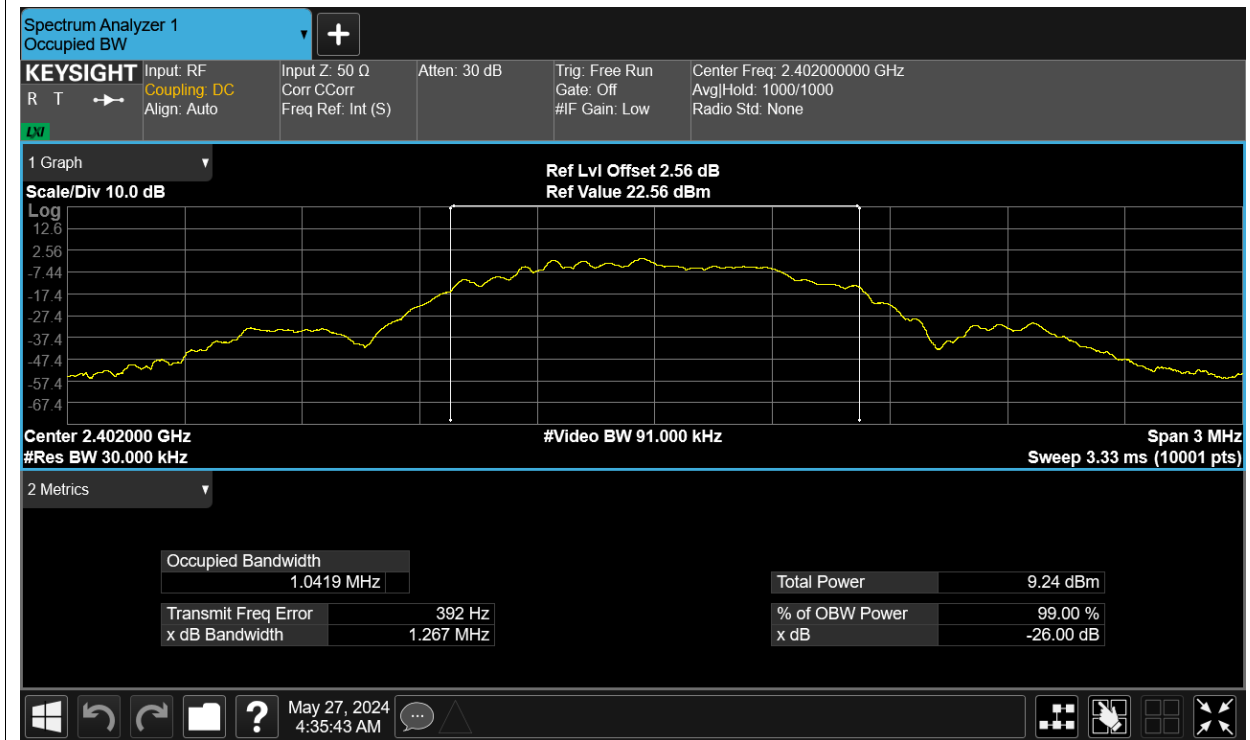 Spectrum Analyzer 1
Occupied BW
+
KEYSIGHT
R T
LXI
Input: RF
Coupling: DC
Align: Auto
Input Z: 50 Ω
Corr CCorr
Freq Ref: Int (S)
Atten: 30 dB
Trig: Free Run
Gate: Off
#IF Gain: Low
Center Freq: 2.402000000 GHz
Avg|Hold: 1000/1000
Radio Std: None
1 Graph
Scale/Div 10.0 dB
Ref Lvl Offset 2.56 dB
Ref Value 22.56 dBm
Log
12.6
2.56
-7.44
-17.4
-27.4
-37.4
-47.4
-57.4
-67.4
Center 2.402000 GHz
#Video BW 91.000 kHz
Span 3 MHz
#Res BW 30.000 kHz
Sweep 3.33 ms (10001 pts)
2 Metrics
Occupied Bandwidth
1.0419 MHz
Total Power 9.24 dBm
Transmit Freq Error 392 Hz
% of OBW Power 99.00 %
x dB Bandwidth 1.267 MHz
x dB -26.00 dB
?
May 27, 2024
4:35:43 AM